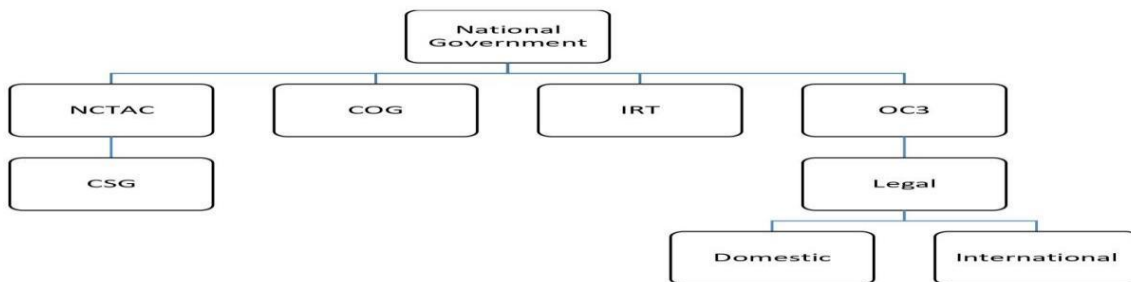 National
Government
NCTAC
COG
IRT
OC3
CSG
Legal
Domestic
International